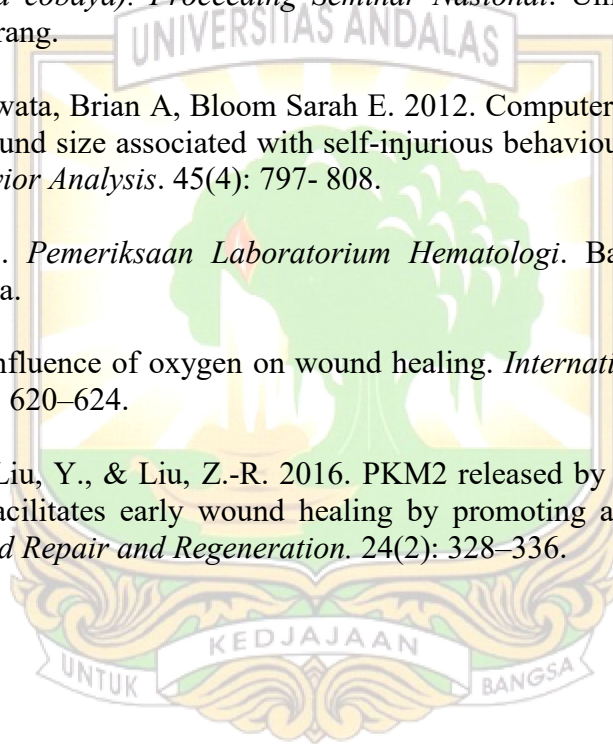 a cobaya). Proceeding Seminar Nasional. Uni
rang.
UNIVERSITAS ANDALAS
wata, Brian A, Bloom Sarah E. 2012. Computer
und size associated with self-injurious behaviou
vior Analysis. 45(4): 797- 808.
. Pemeriksaan Laboratorium Hematologi. Ba
a.
nfluence of oxygen on wound healing. Internati
620–624.
Liu, Y., & Liu, Z.-R. 2016. PKM2 released by
acilitates early wound healing by promoting a
d Repair and Regeneration. 24(2): 328–336.
KEDJAJAAN
UNTUK BANGSA